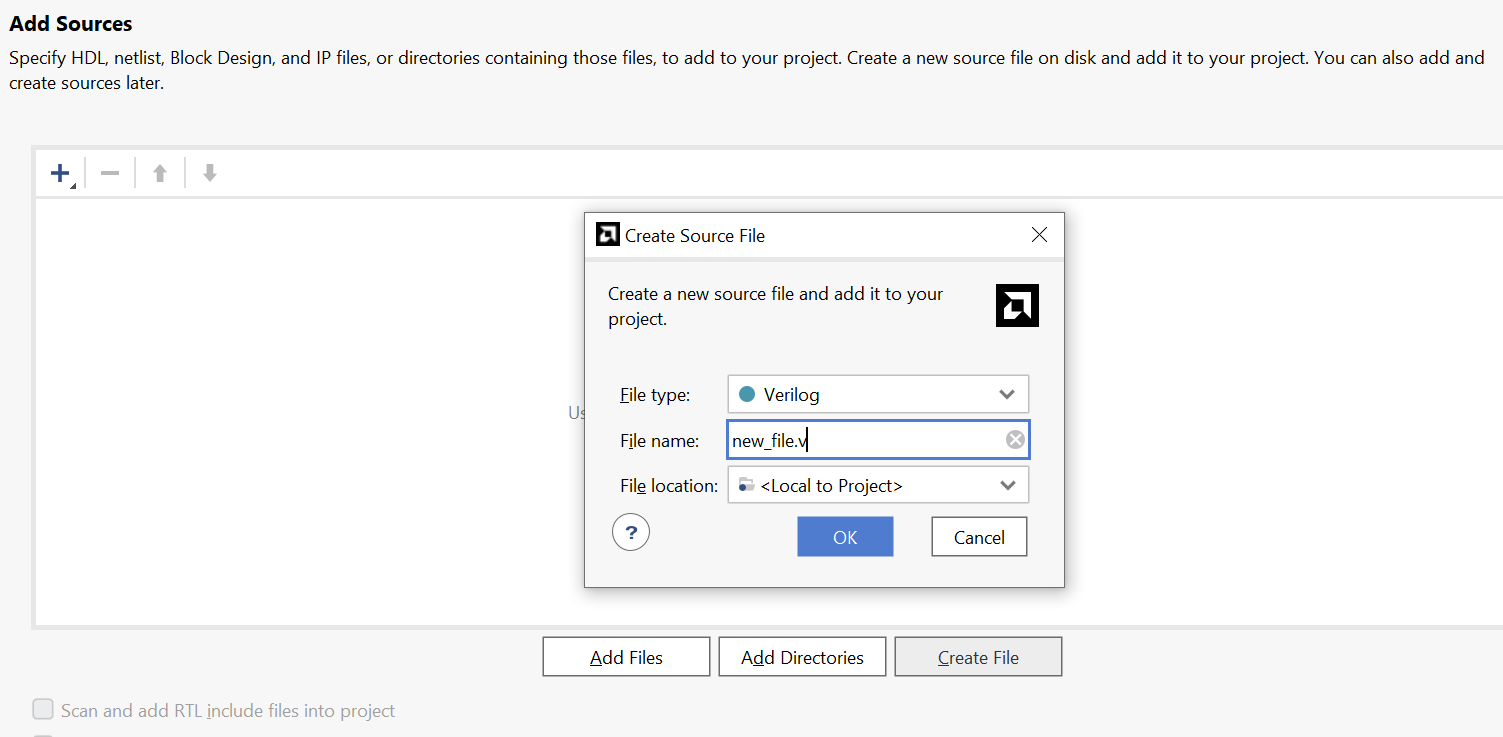 Add Sources
Specify HDL, netlist, Block Design, and IP files, or directories containing those files, to add to your project. Create a new source file on disk and add it to your project. You can also add and
create sources later.
Create Source File
Create a new source file and add it to your
project.
File type: Verilog
File name: new_file.v
File location: <Local to Project>
? OK Cancel
Add Files Add Directories Create File
Scan and add RTL include files into project